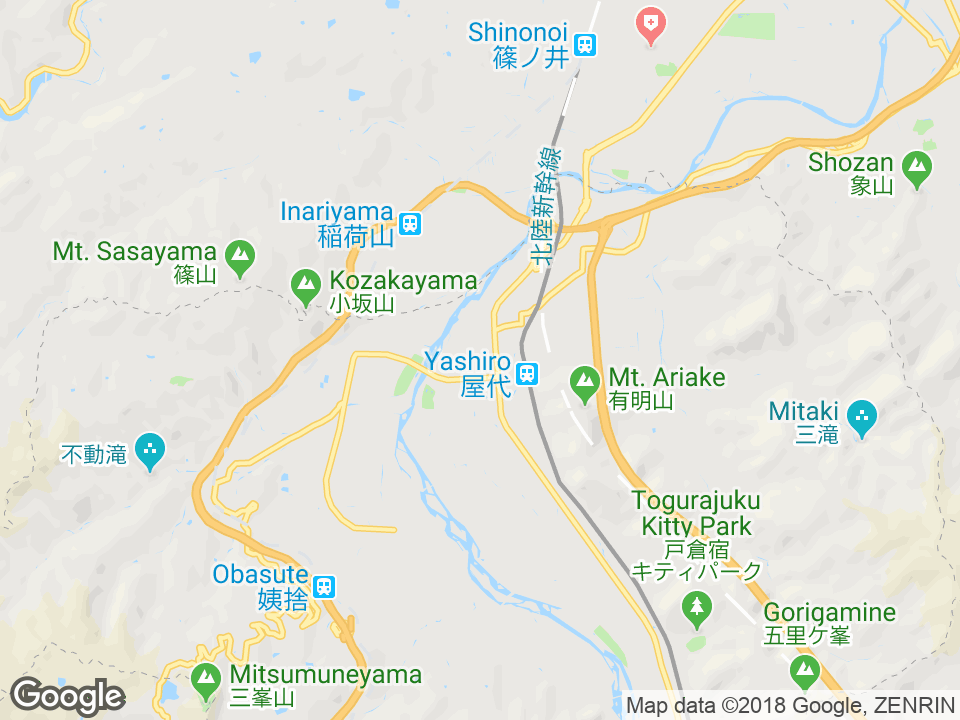 Shinonoi
篠ノ井
北陸新幹線
Shozan
象山
Inariyama
稲荷山
Mt. Sasayama
篠山
Kozakayama
小坂山
Yashiro
屋代
Mt. Ariake
有明山
Mitaki
三滝
不動滝
Togurajuku
Kitty Park
戸倉宿
キティパーク
Obasute
姨捨
Gorigamine
五里ケ峯
Mitsumuneyama
三峯山
Google
Map data ©2018 Google, ZENRIN